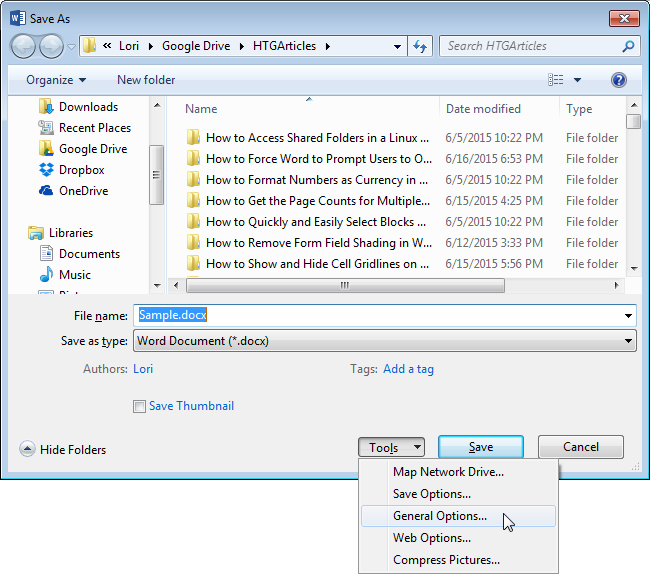 Save As
« Lori Google Drive HTGArticles Search HTGArticles
Organize New folder
Name Date modified Type
Downloads
Recent Places
Google Drive
Dropbox
OneDrive
Libraries
Documents
Music
How to Access Shared Folders in a Linux ... 6/5/2015 10:22 PM File folder
How to Force Word to Prompt Users to O... 6/16/2015 6:53 PM File folder
How to Format Numbers as Currency in ... 6/5/2015 10:22 PM File folder
How to Get the Page Counts for Multiple... 6/15/2015 4:25 PM File folder
How to Quickly and Easily Select Blocks ... 6/5/2015 10:22 PM File folder
How to Remove Form Field Shading in W... 6/12/2015 3:33 PM File folder
How to Show and Hide Cell Gridlines on ... 6/15/2015 5:56 PM File folder
File name: Sample.docx
Save as type: Word Document (*.docx)
Authors: Lori Tags: Add a tag
Save Thumbnail
Hide Folders Tools Save Cancel
Map Network Drive...
Save Options...
General Options...
Web Options...
Compress Pictures...